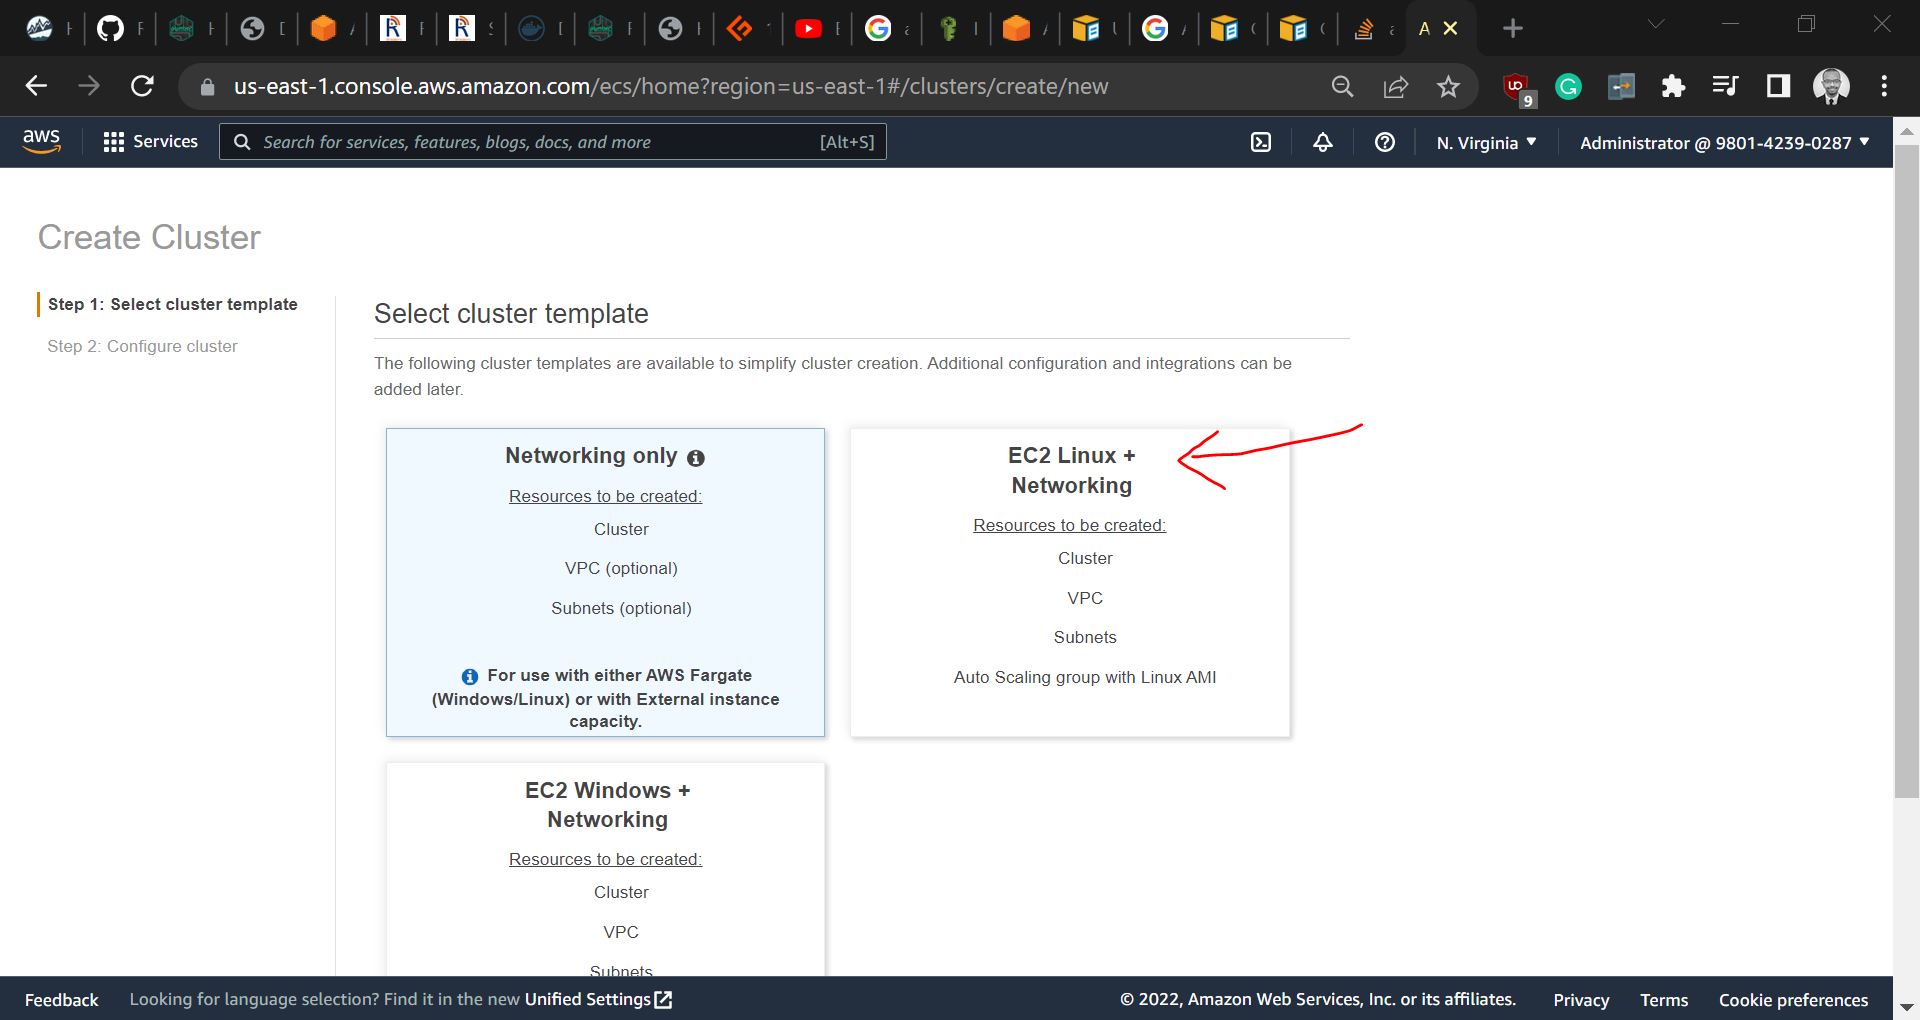 us-east-1.console.aws.amazon.com/ecs/home?region=us-east-1#/clusters/create/new
9
aws
Services
Search for services, features, blogs, docs, and more
[Alt+S]
N. Virginia
Administrator @ 9801-4239-0287
Create Cluster
Step 1: Select cluster template
Step 2: Configure cluster
Select cluster template
The following cluster templates are available to simplify cluster creation. Additional configuration and integrations can be
added later.
Networking only
Resources to be created:
Cluster
VPC (optional)
Subnets (optional)
For use with either AWS Fargate
(Windows/Linux) or with External instance
capacity.
EC2 Linux +
Networking
Resources to be created:
Cluster
VPC
Subnets
Auto Scaling group with Linux AMI
EC2 Windows +
Networking
Resources to be created:
Cluster
VPC
Subnets
Feedback
Looking for language selection? Find it in the new Unified Settings
© 2022, Amazon Web Services, Inc. or its affiliates.
Privacy
Terms
Cookie preferences